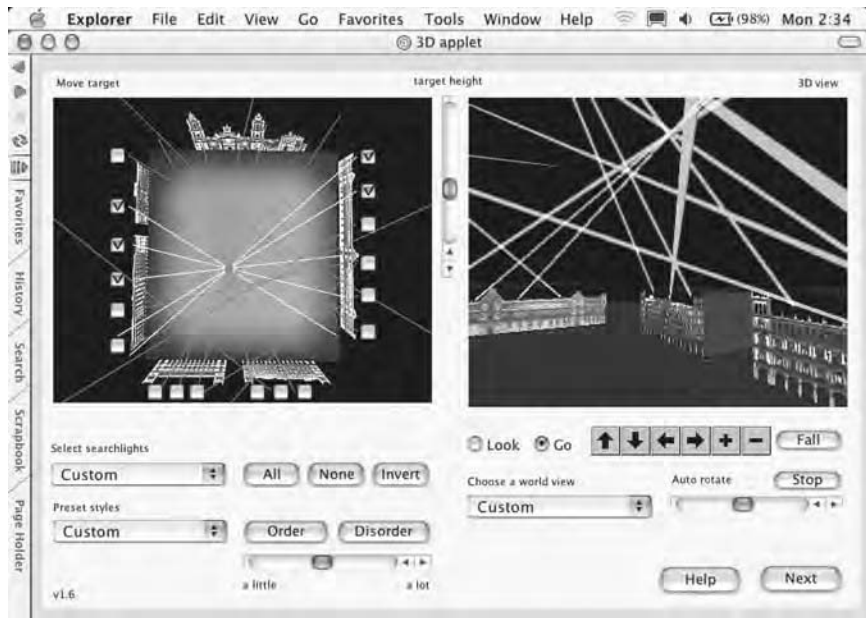 Explorer File Edit View Go Favorites Tools Window Help (98%) Mon 2:34
3D applet
Move target
target height
3D view
Favorites
History
Search
Scrapbook
Page Holder
Look Go
Fall
Select searchlights
Custom
All None Invert
Choose a world view
Custom
Auto rotate
Stop
Preset styles
Custom
Order Disorder
a little a lot
Help Next
v1.6